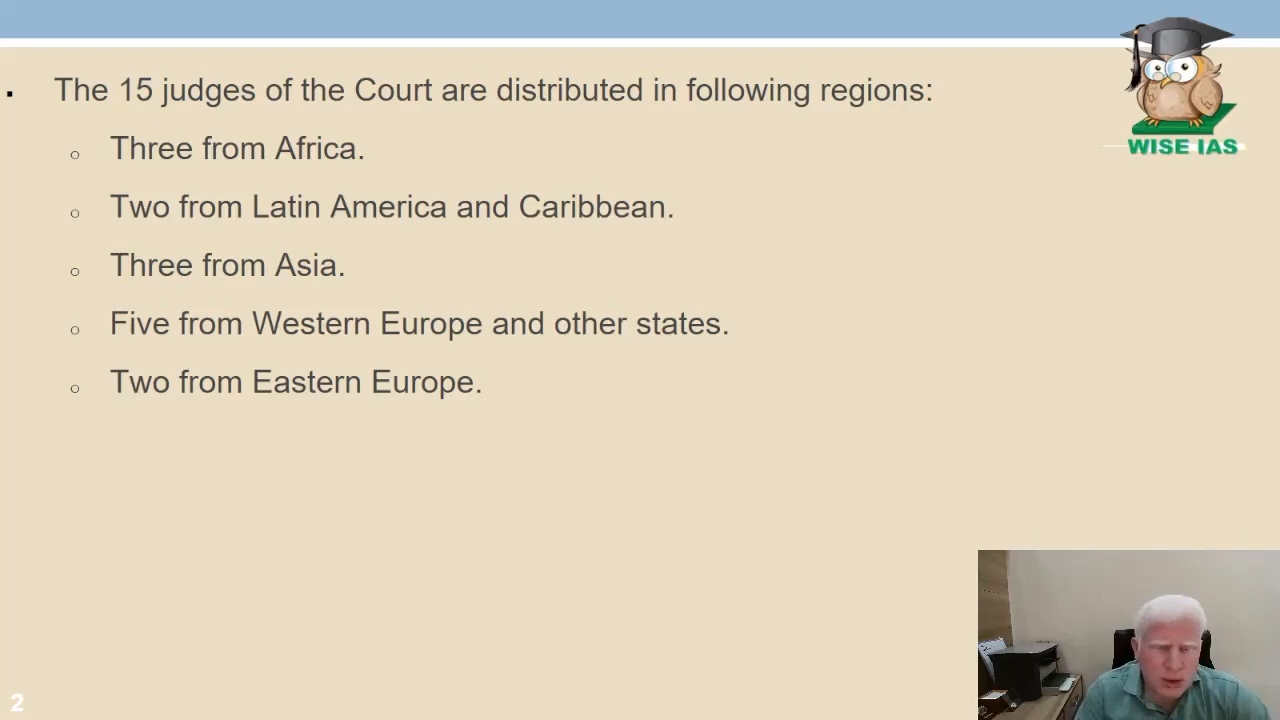 The 15 judges of the Court are distributed in following regions:
Three from Africa.
Two from Latin America and Caribbean.
Three from Asia.
Five from Western Europe and other states.
Two from Eastern Europe.
WISE IAS
2